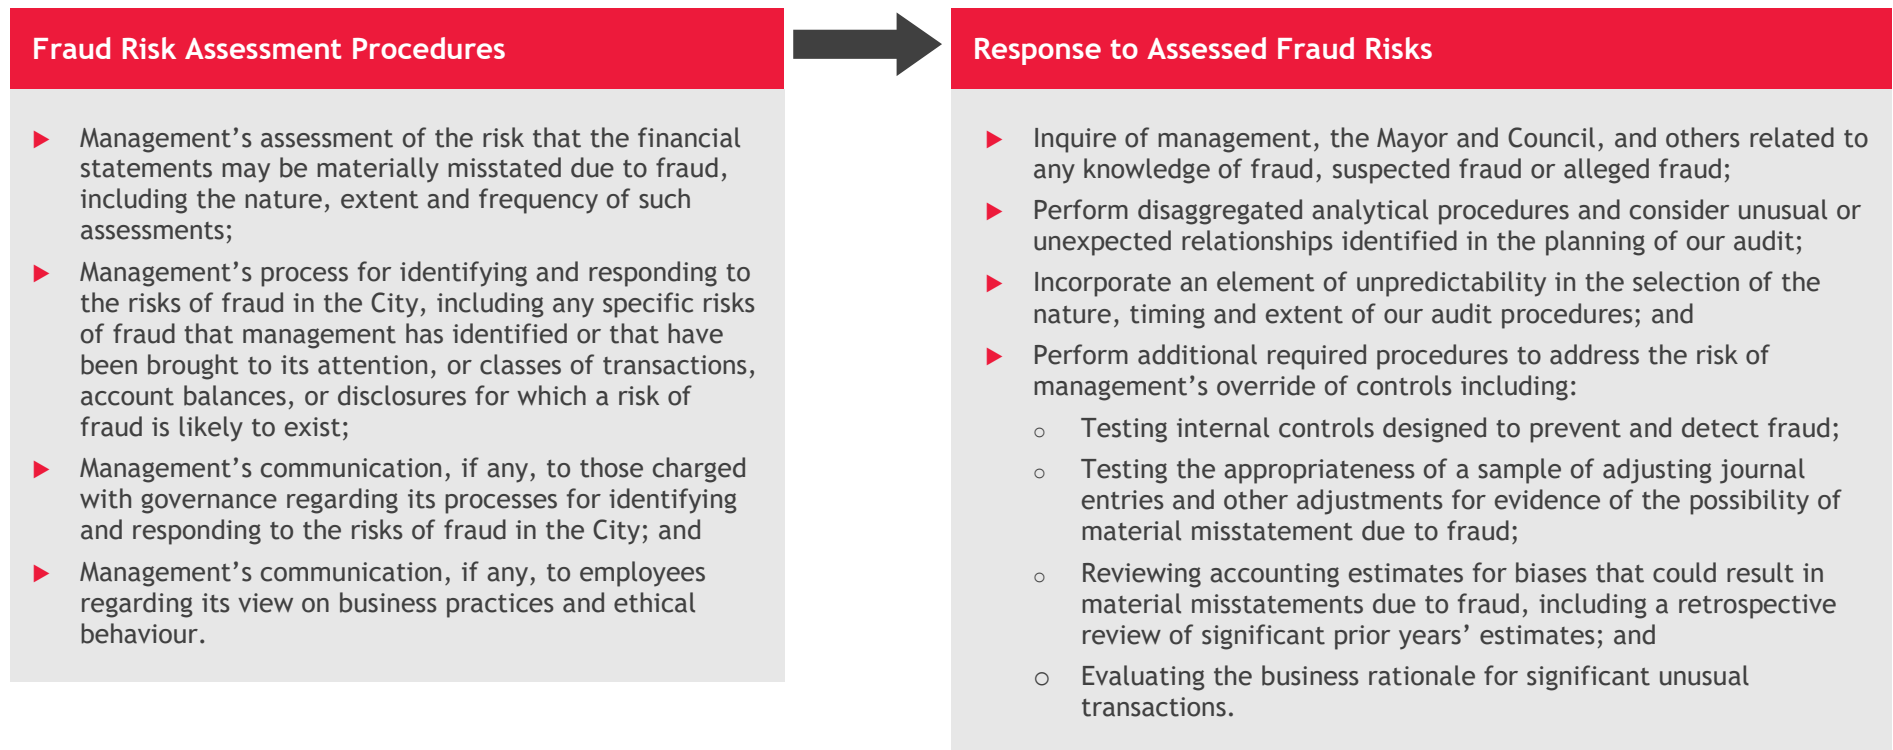 Fraud Risk Assessment Procedures
Management’s assessment of the risk that the financial
statements may be materially misstated due to fraud,
including the nature, extent and frequency of such
assessments;
Management’s process for identifying and responding to
the risks of fraud in the City, including any specific risks
of fraud that management has identified or that have
been brought to its attention, or classes of transactions,
account balances, or disclosures for which a risk of
fraud is likely to exist;
Management’s communication, if any, to those charged
with governance regarding its processes for identifying
and responding to the risks of fraud in the City; and
Management’s communication, if any, to employees
regarding its view on business practices and ethical
behaviour.
Response to Assessed Fraud Risks
Inquire of management, the Mayor and Council, and others related to
any knowledge of fraud, suspected fraud or alleged fraud;
Perform disaggregated analytical procedures and consider unusual or
unexpected relationships identified in the planning of our audit;
Incorporate an element of unpredictability in the selection of the
nature, timing and extent of our audit procedures; and
Perform additional required procedures to address the risk of
management’s override of controls including:
Testing internal controls designed to prevent and detect fraud;
Testing the appropriateness of a sample of adjusting journal
entries and other adjustments for evidence of the possibility of
material misstatement due to fraud;
Reviewing accounting estimates for biases that could result in
material misstatements due to fraud, including a retrospective
review of significant prior years’ estimates; and
Evaluating the business rationale for significant unusual
transactions.